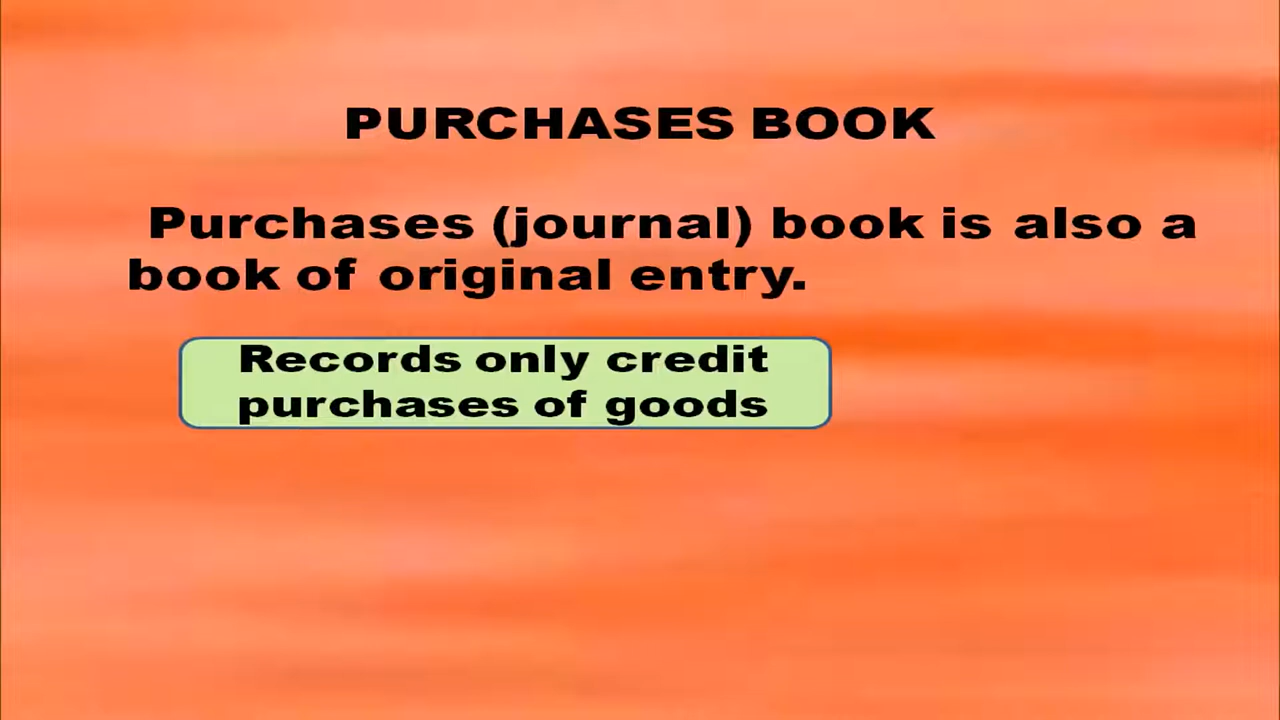 PURCHASES BOOK
Purchases (journal) book is also a
book of original entry.
Records only credit
purchases of goods